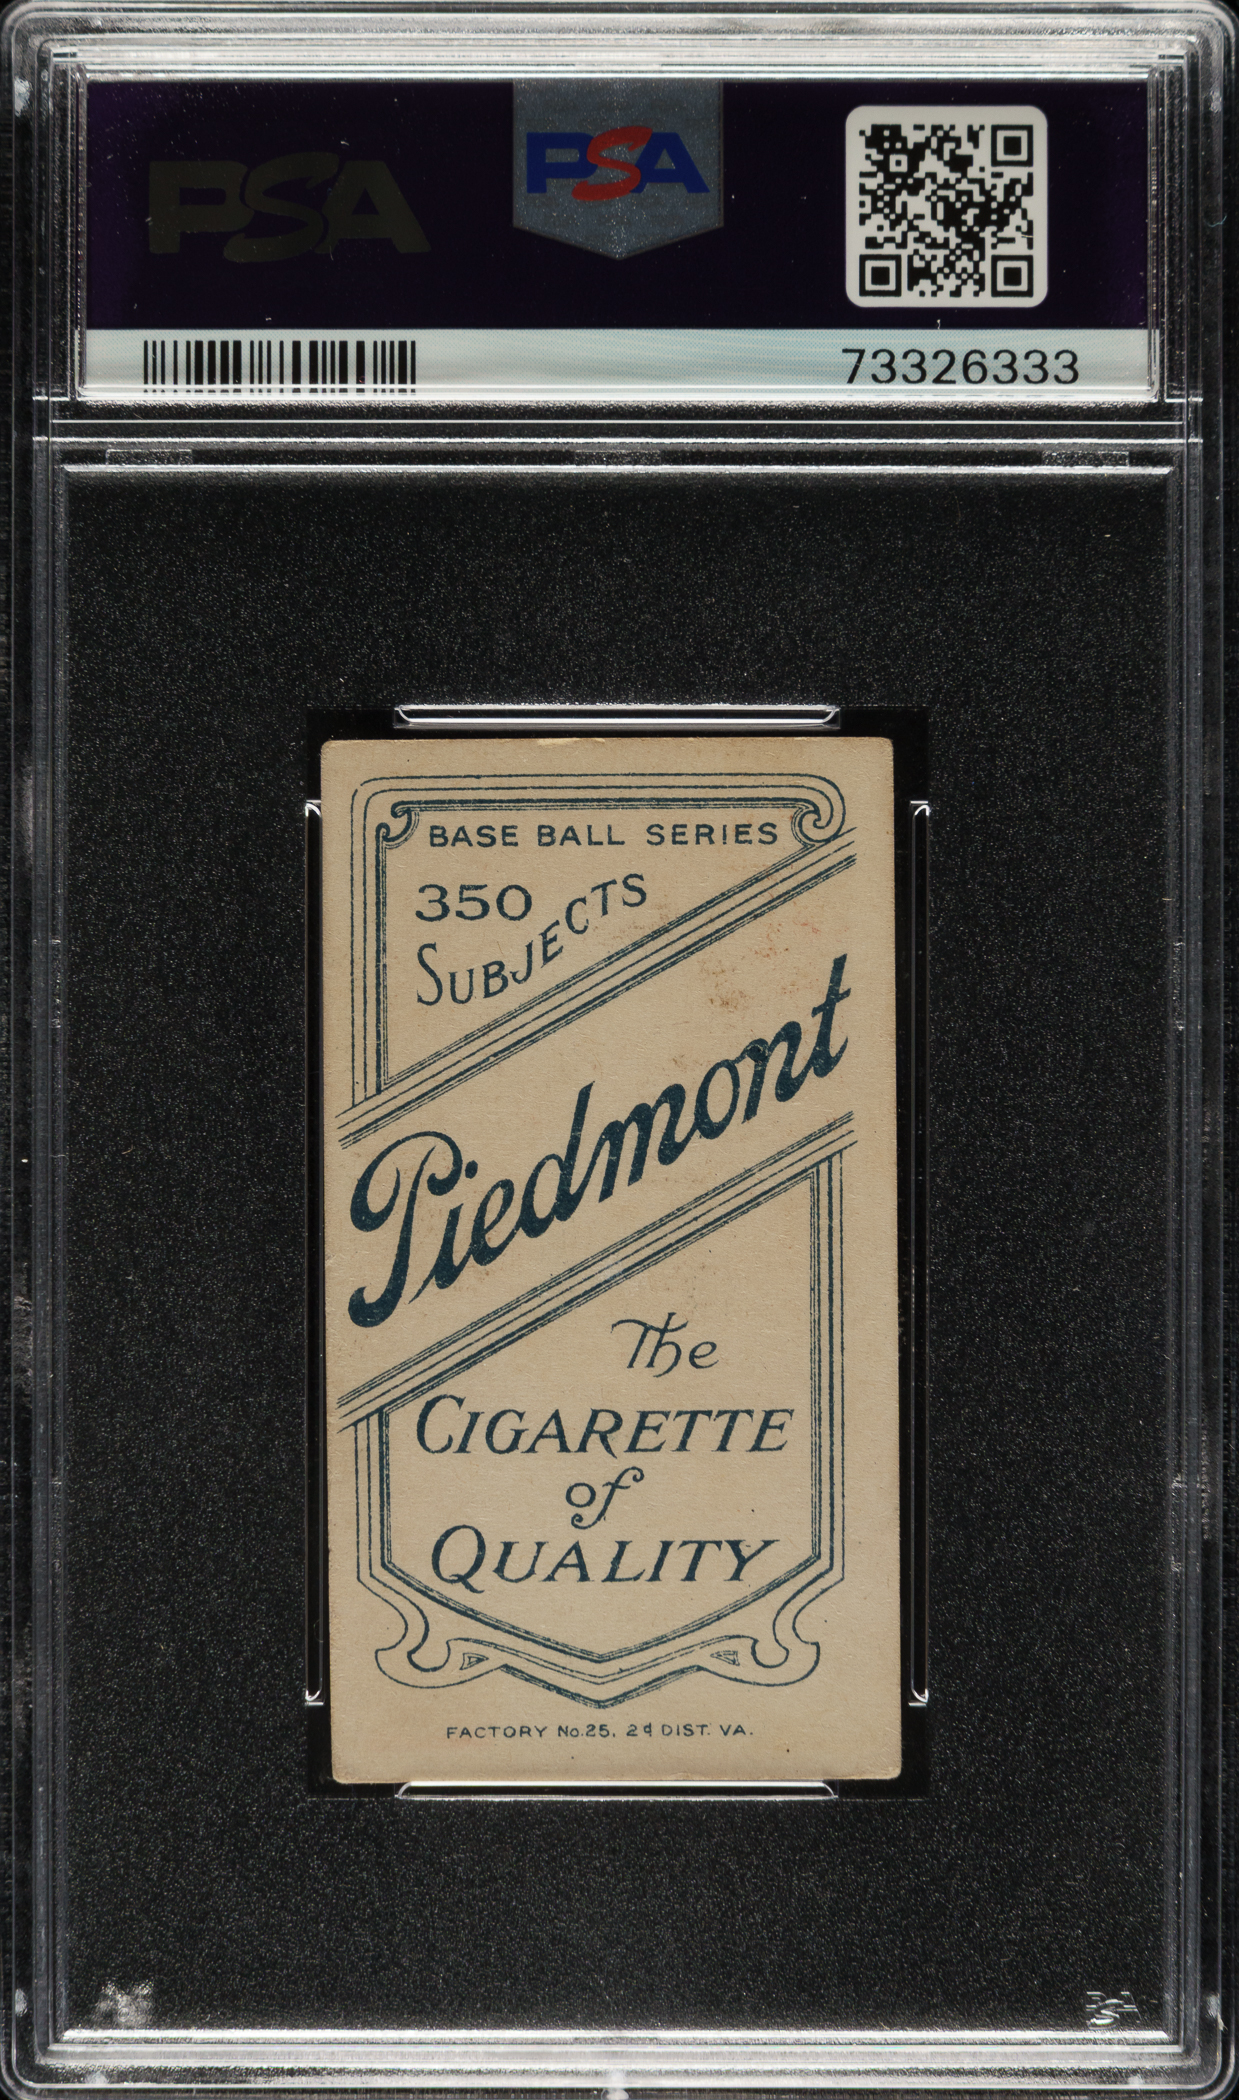 PSA
PSA
73326333
BASE BALL SERIES
350
SUBJECTS
Piedmont
The
CIGARETTE
of
QUALITY
FACTORY No. 25, 2d DIST. VA.
PSA